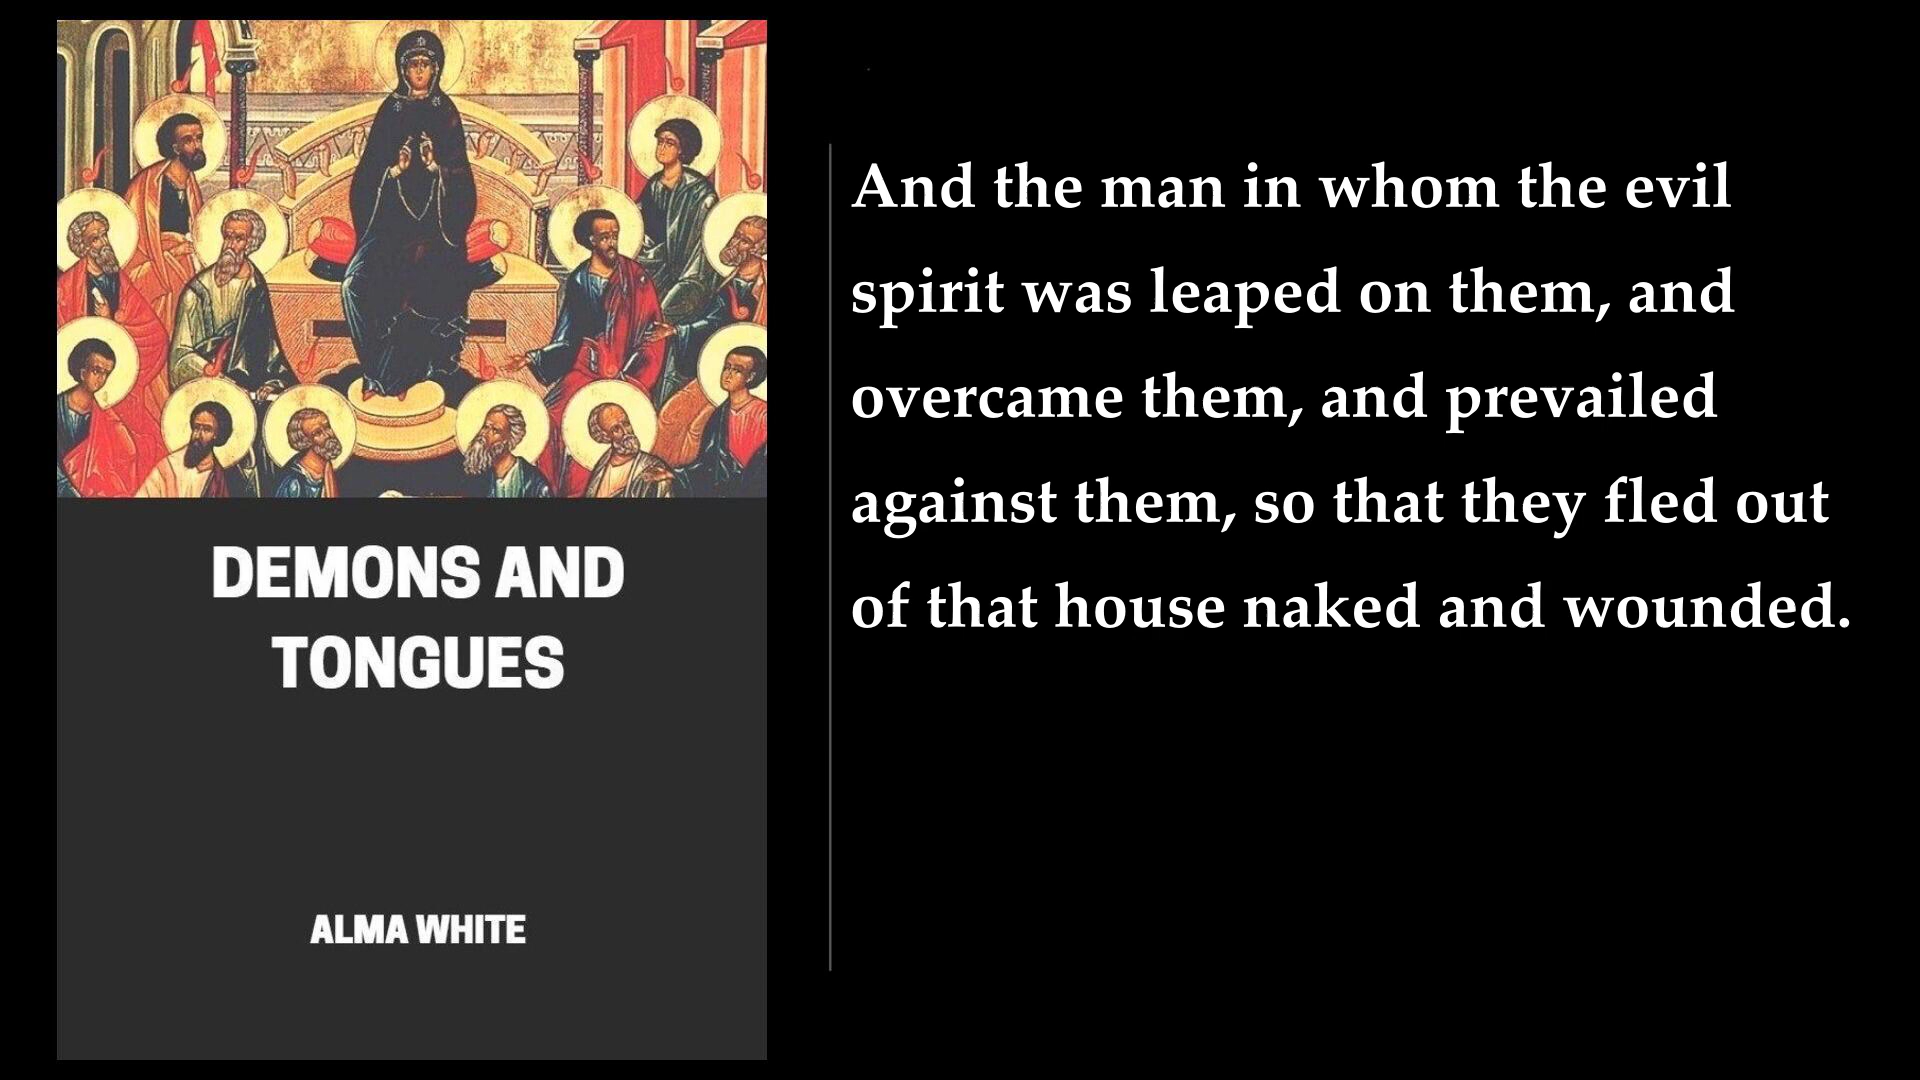 DEMONS AND
TONGUES
ALMA WHITE
And the man in whom the evil
spirit was leaped on them, and
overcame them, and prevailed
against them, so that they fled out
of that house naked and wounded.